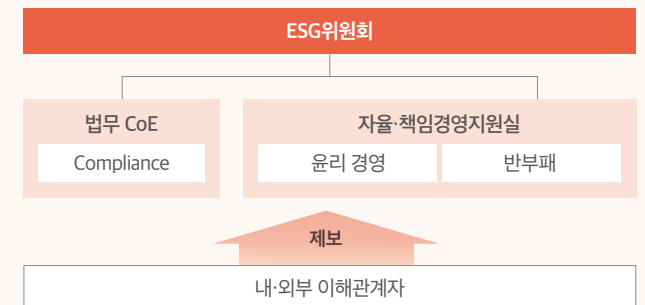 ESG위원회
법무 CoE
Compliance
자율·책임경영지원실
윤리 경영
반부패
제보
내·외부 이해관계자